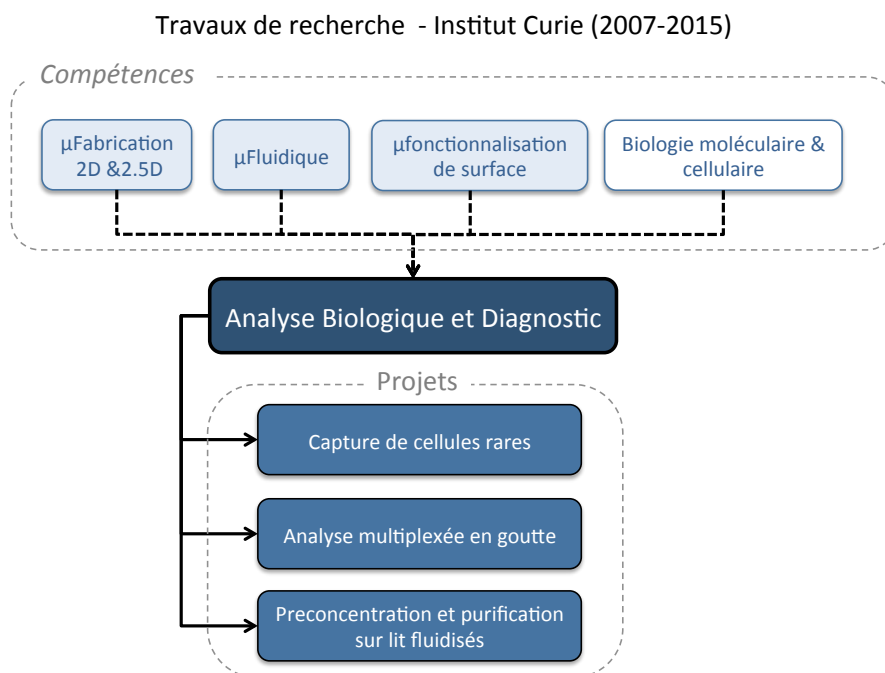 Travaux de recherche - Institut Curie (2007-2015)
Compétences
µFabrication
2D &2.5D
µFluidique
µfonctionnalisation
de surface
Biologie moléculaire &
cellulaire
Analyse Biologique et Diagnostic
Projets
Capture de cellules rares
Analyse multiplexée en goutte
Preconcentration et purification
sur lit fluidisés